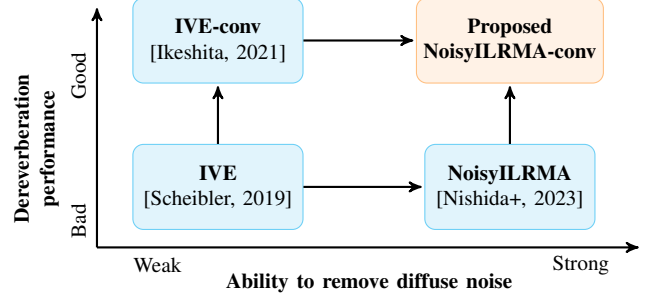 IVE-conv
[Ikeshita, 2021]
Proposed
NoisyILRMA-conv
IVE
[Scheibler, 2019]
NoisyILRMA
[Nishida+, 2023]
Dereverberation
performance
Good
Bad
Weak
Strong
Ability to remove diffuse noise